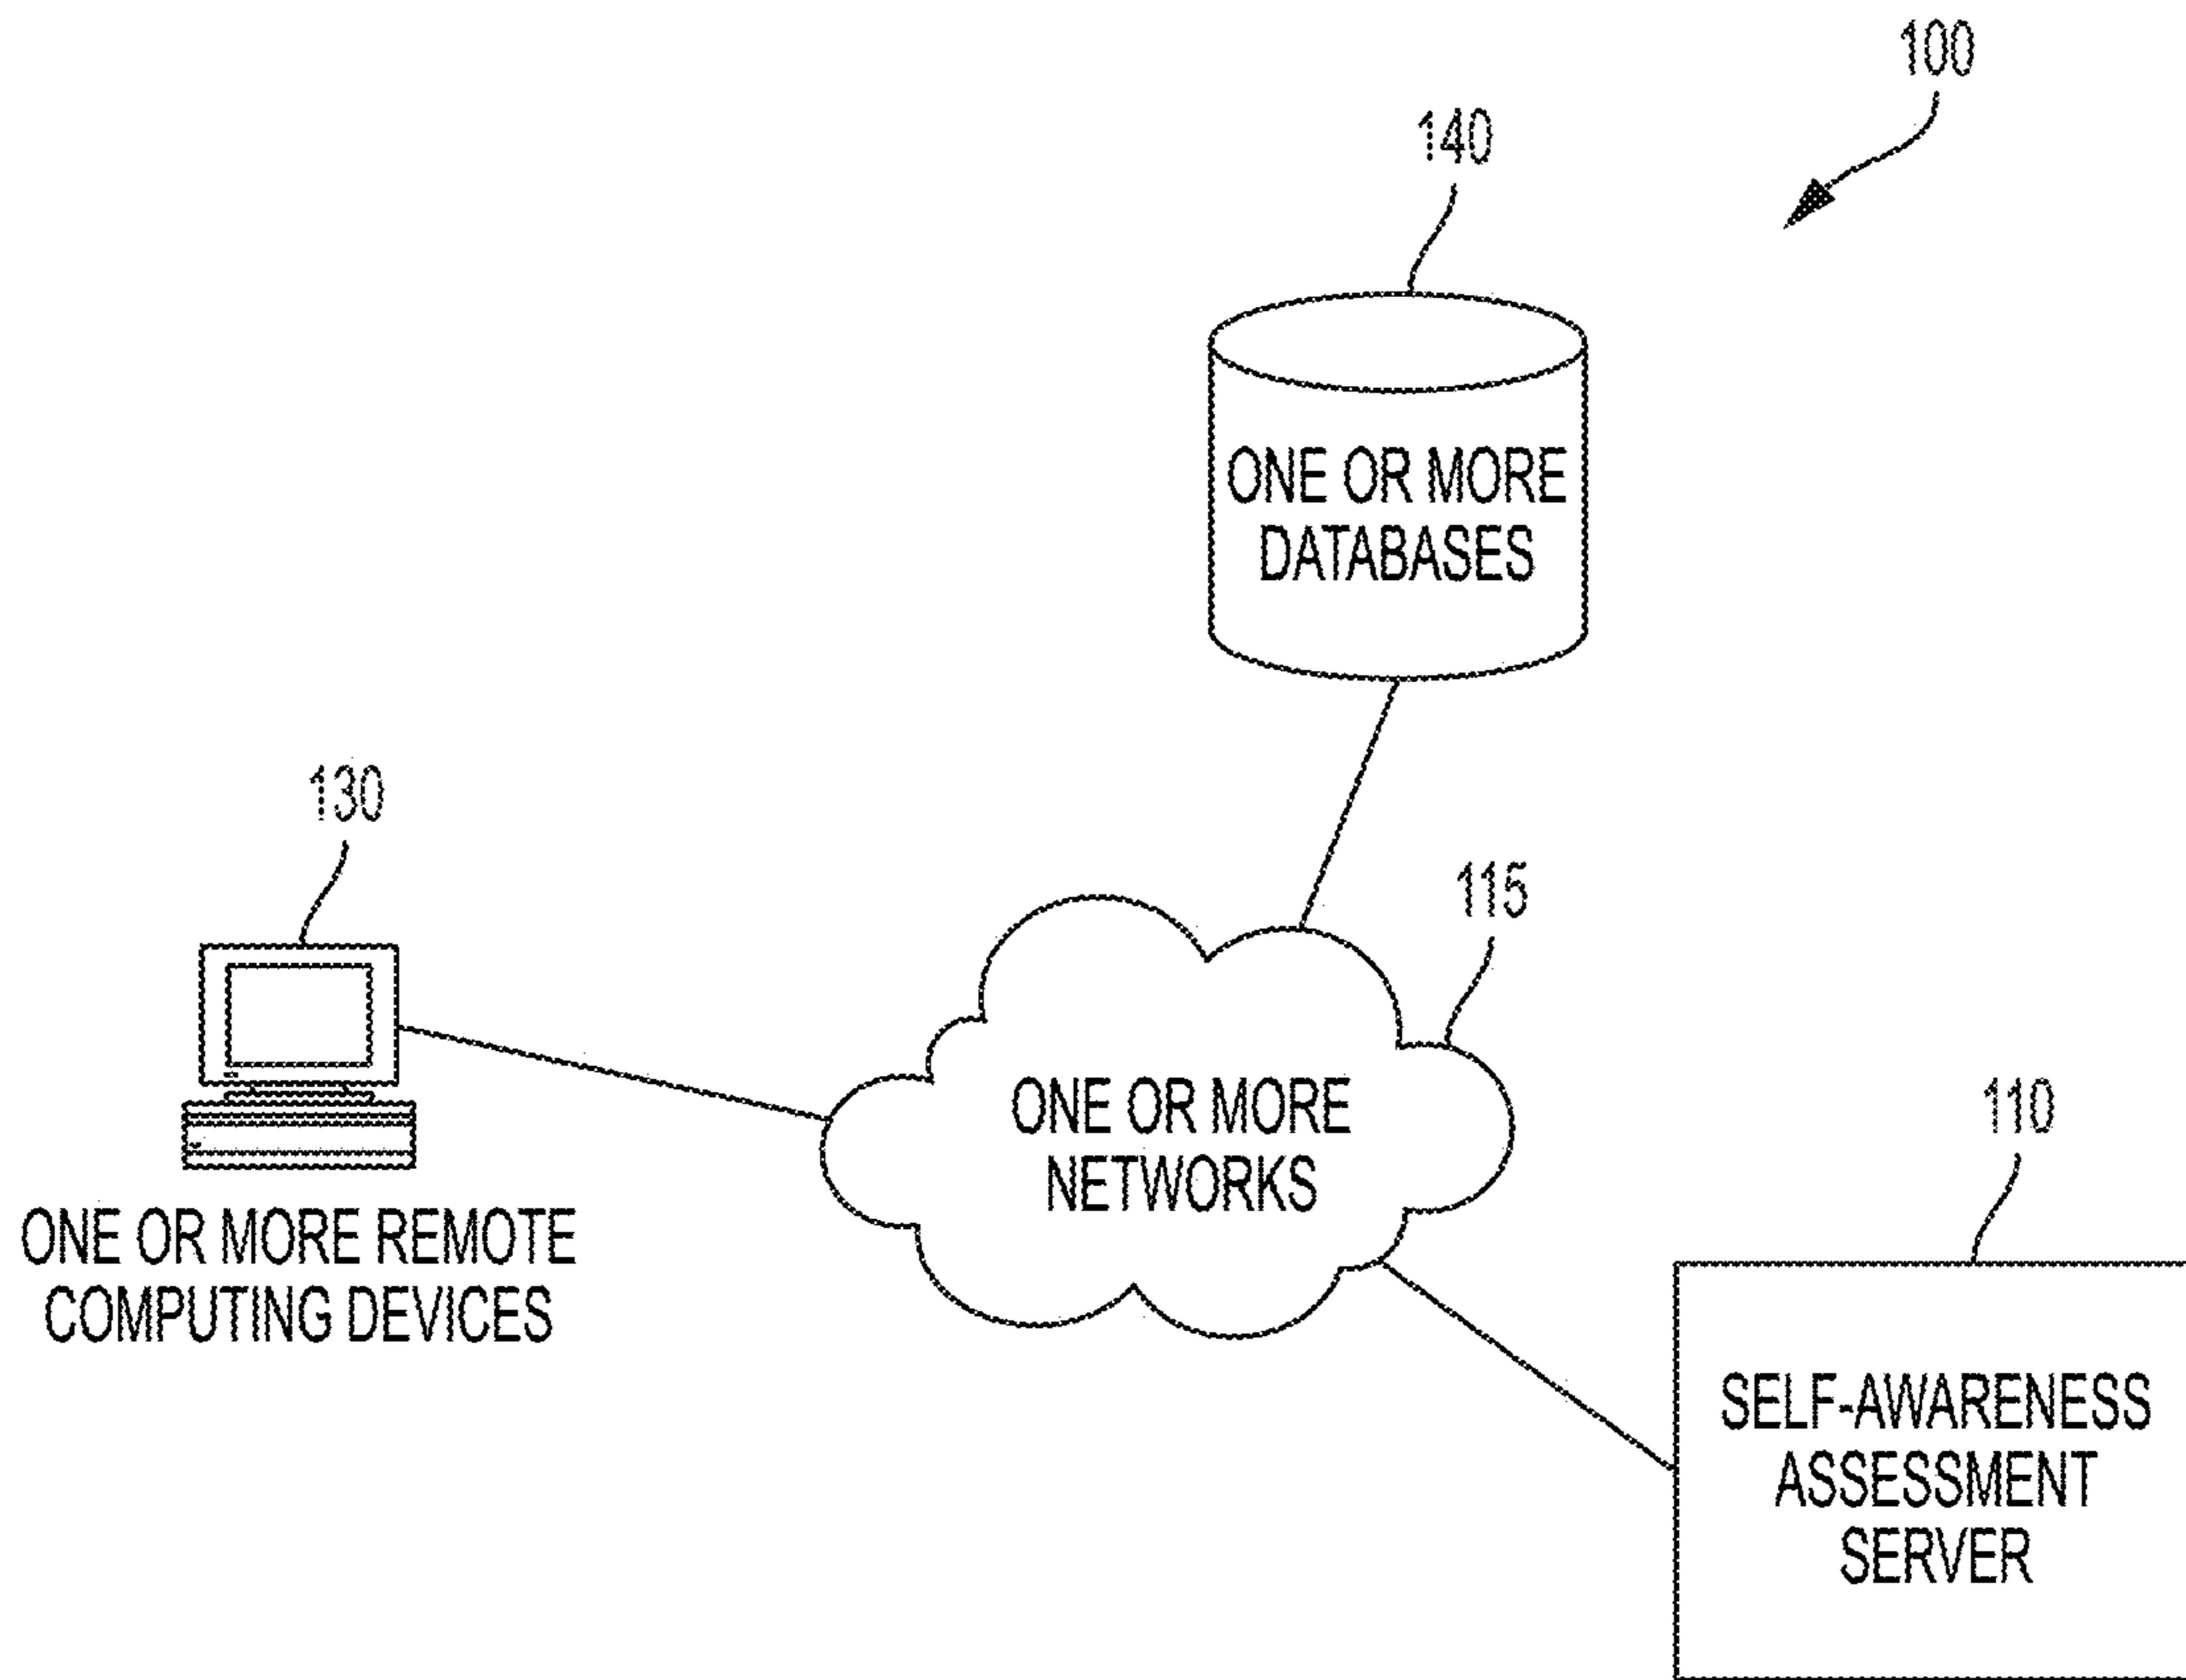 100
140
ONE OR MORE
DATABASES
130
115
ONE OR MORE
NETWORKS
110
ONE OR MORE REMOTE
COMPUTING DEVICES
SELF-AWARENESS
ASSESSMENT
SERVER